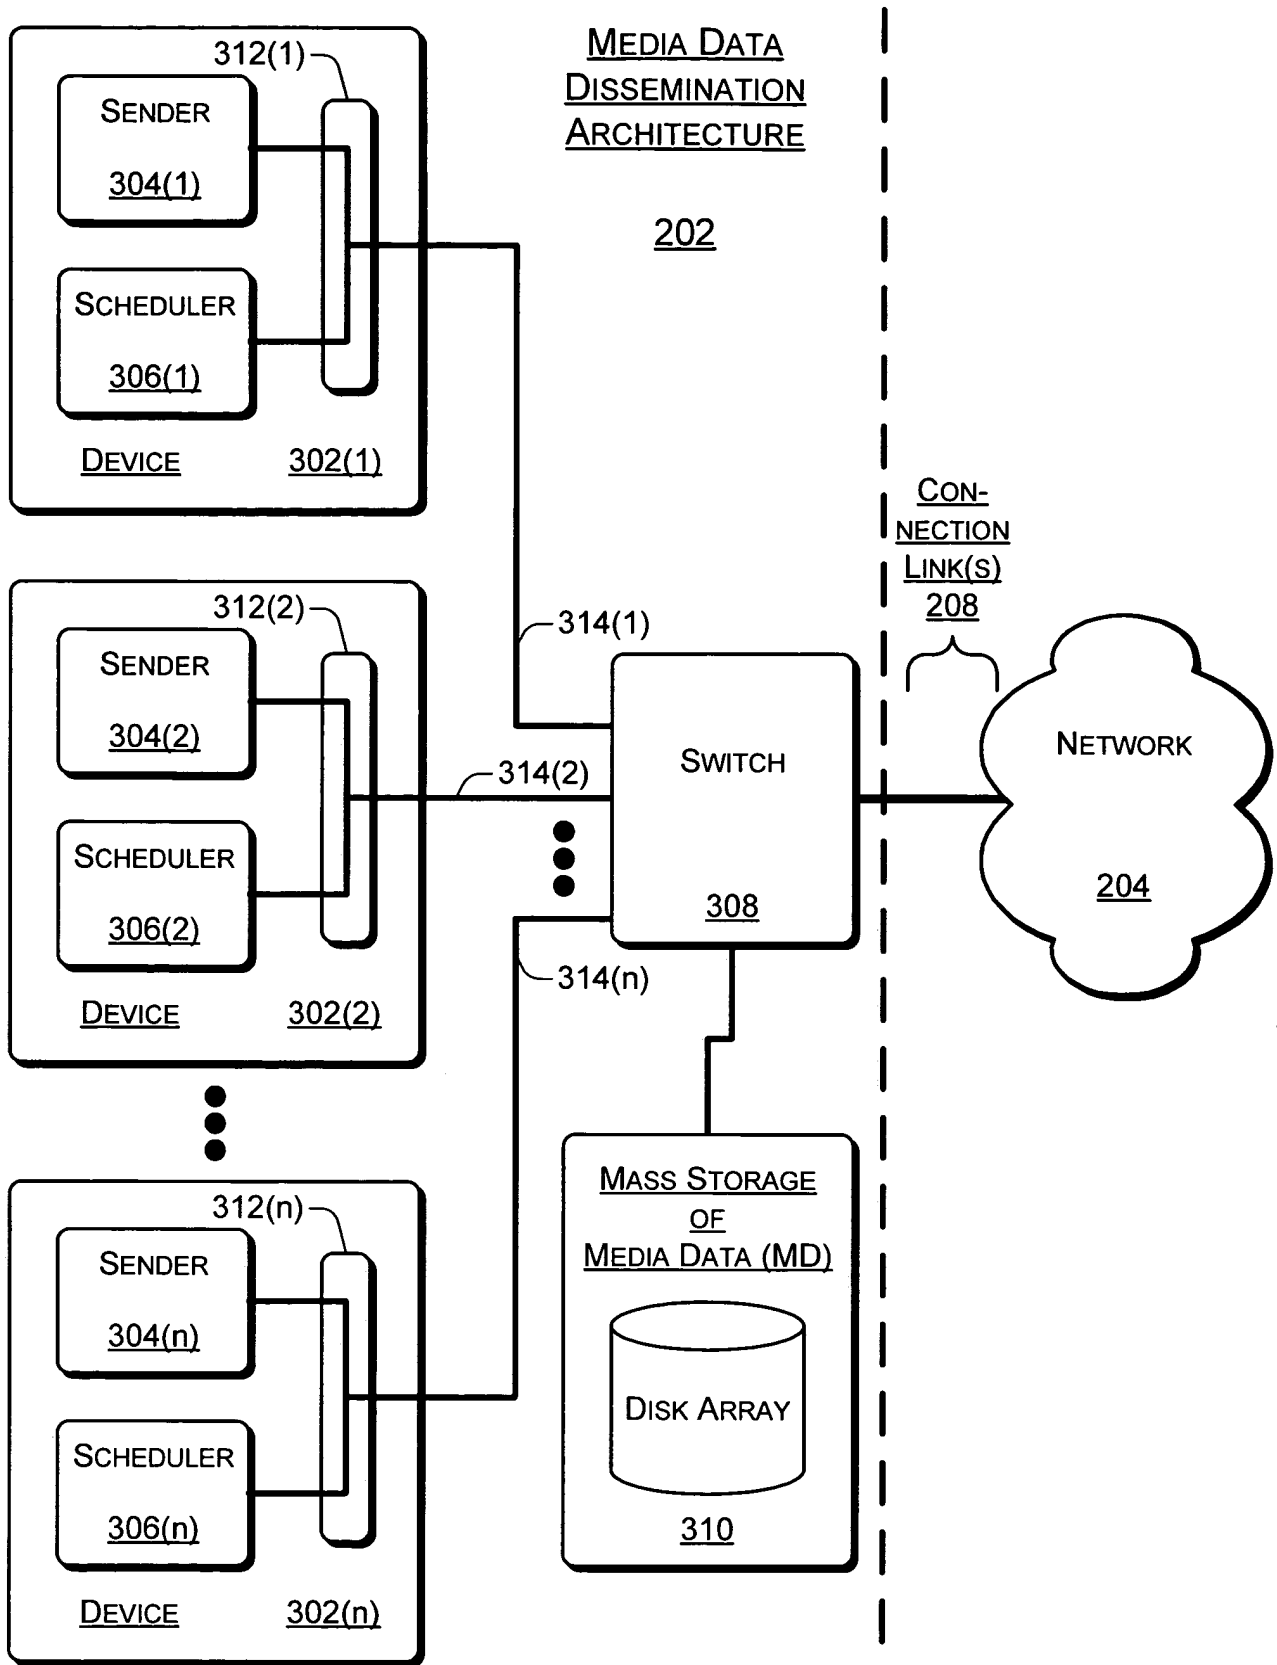 MEDIA DATA
DISSEMINATION
ARCHITECTURE
202
312(1)
SENDER
304(1)
SCHEDULER
306(1)
DEVICE 302(1)
312(2)
SENDER
304(2)
SCHEDULER
306(2)
DEVICE 302(2)
312(n)
SENDER
304(n)
SCHEDULER
306(n)
DEVICE 302(n)
314(1)
314(2)
314(n)
SWITCH
308
MASS STORAGE
OF
MEDIA DATA (MD)
DISK ARRAY
310
CON-
NECTION
LINK(S)
208
NETWORK
204